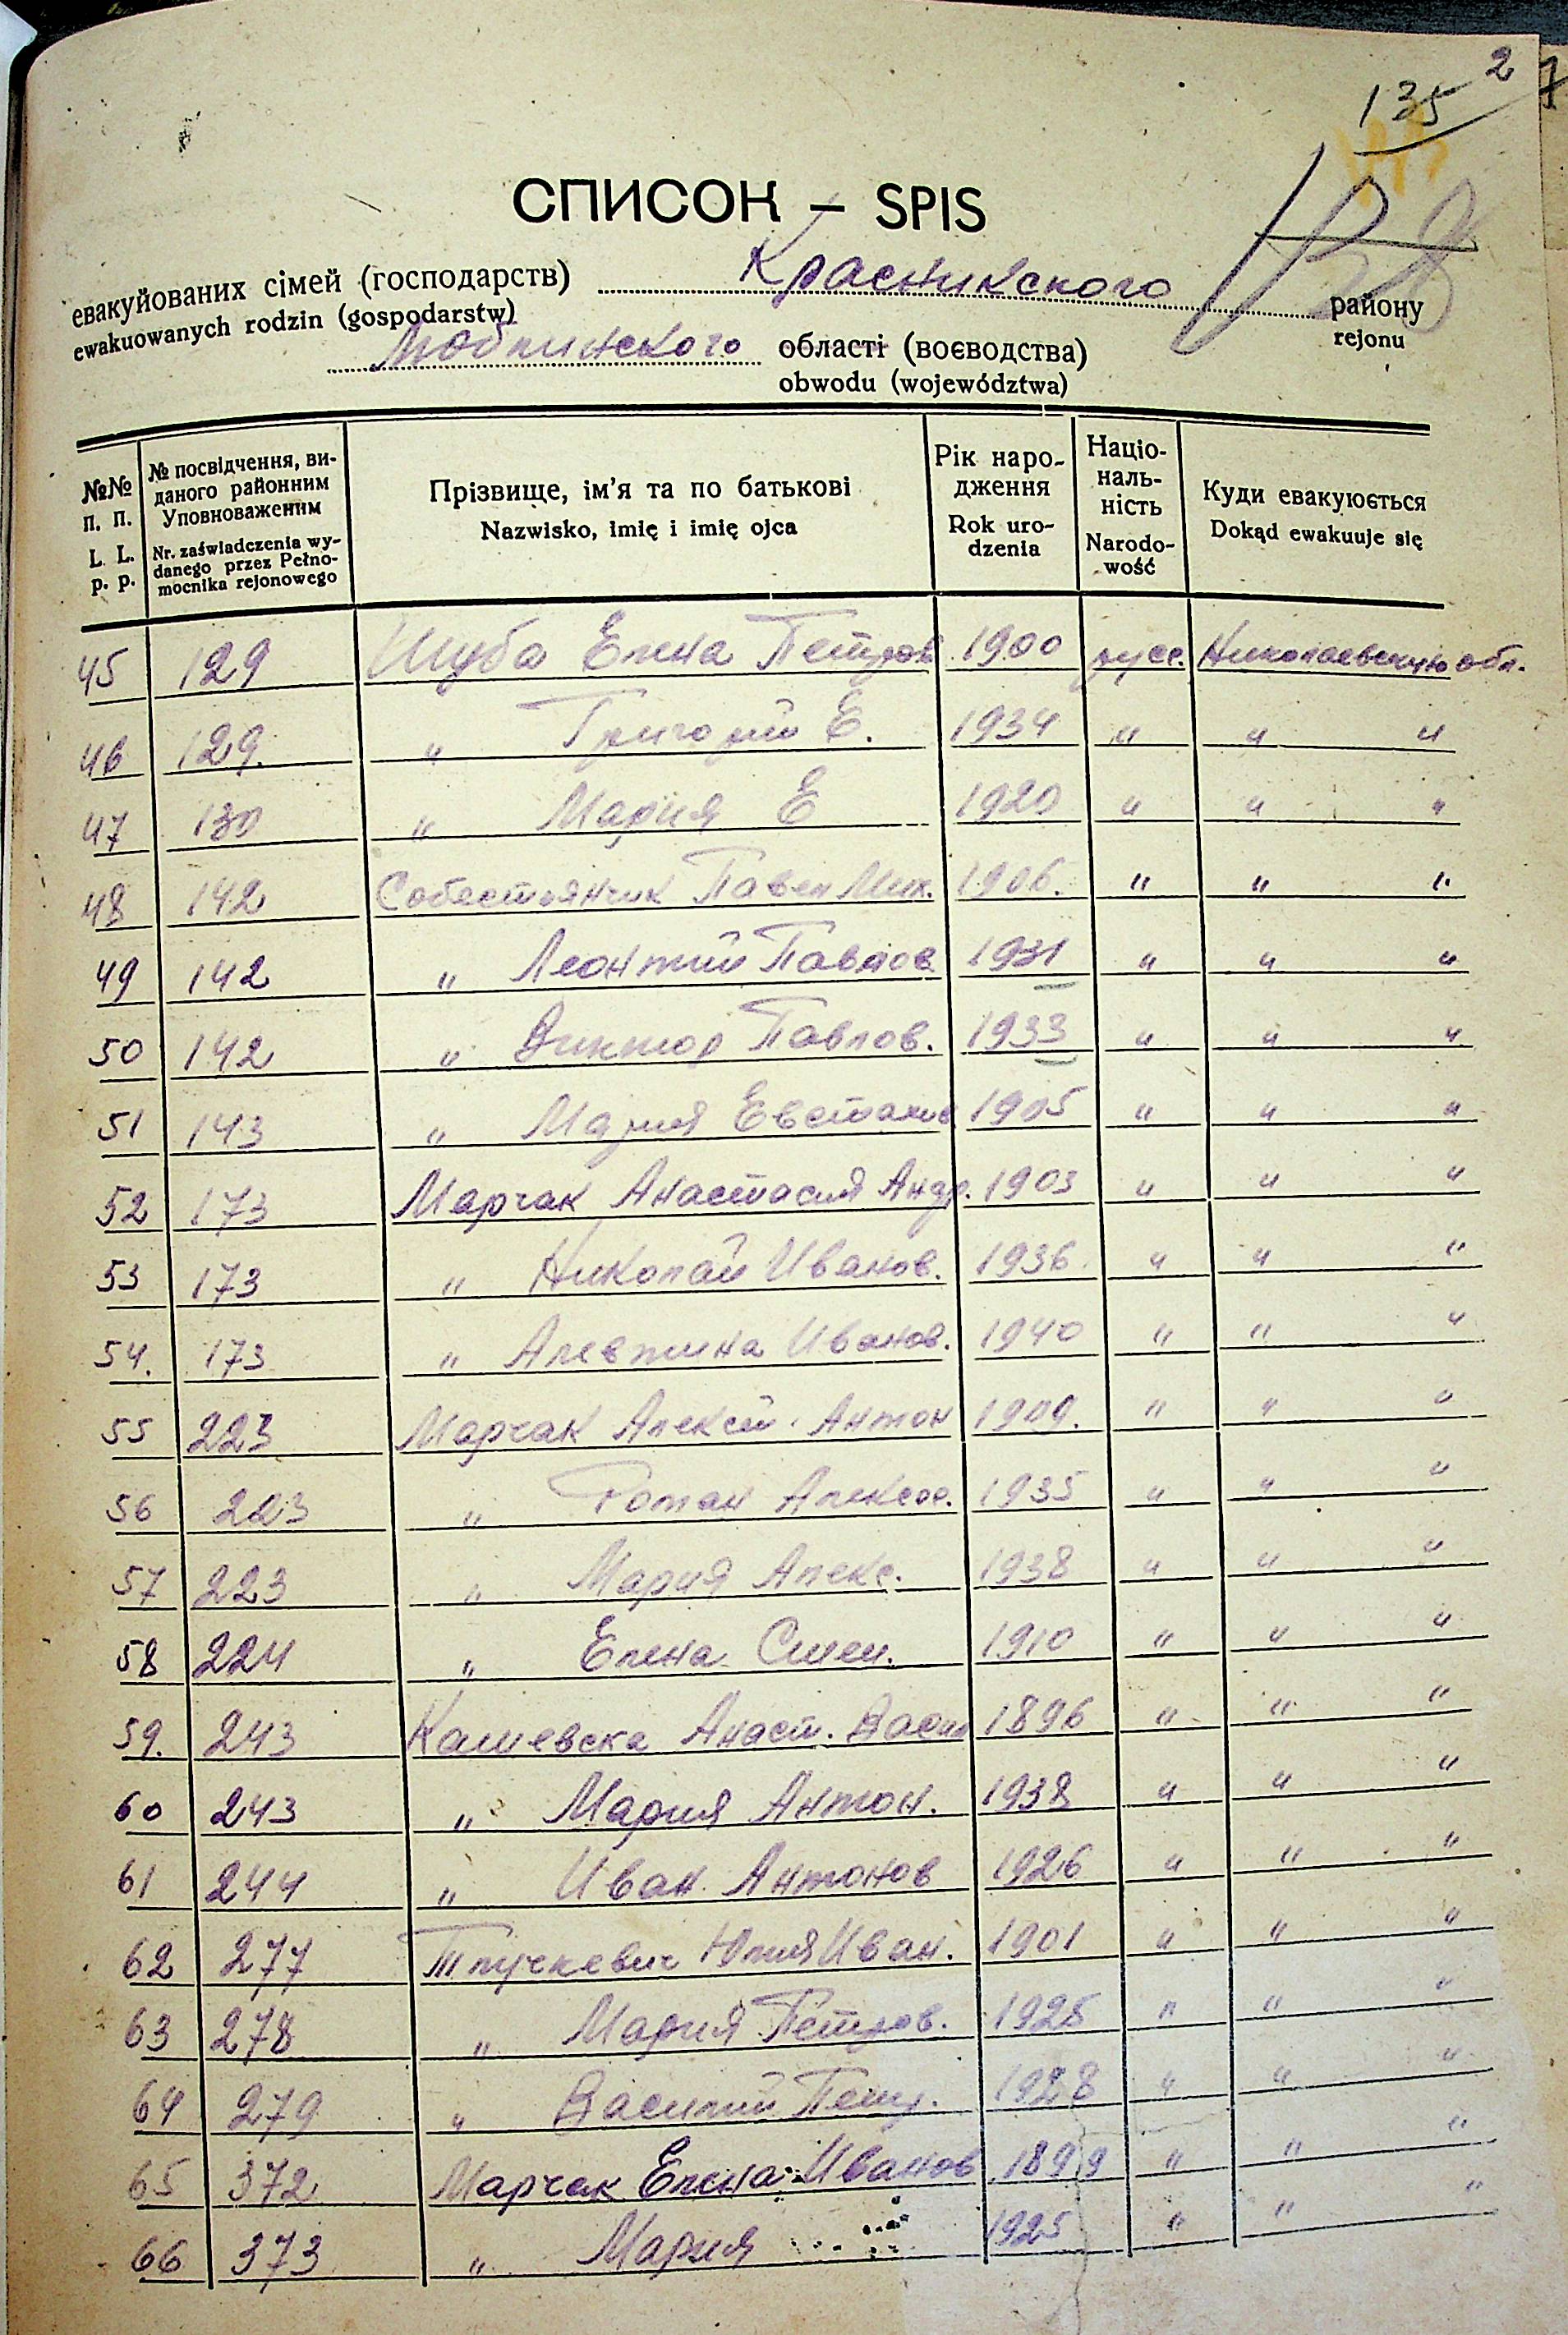 2
135
СПИСОК – SPIS
евакуйованих сімей (господарств) Красникского району
ewakuowanych rodzin (gospodarstw) rejonu
Люблинского області (воєводства)
obwodu (województwa)
№№ п. п. L. L. p. p.
№ посвідчення, виданого районним Уповноваженим Nr. zaświadczenia wydanego przez Pełnomocnika rejonowego
Прізвище, ім'я та по батькові Nazwisko, imię i imię ojca
Рік народження Rok urodzenia
Національність Narodowość
Куди евакуюється Dokąd ewakuuje się
45 129 Шуба Елена Петров 1900 русс. Николаевскую обл.
46 129. " Григорий Е. 1934 " " "
47 130 " Мария Е 1920 " " "
48 142 Собестьянчик Павел Мих. 1906. " " "
49 142 " Леонтий Павлов 1931 " " "
50 142 " Виктор Павлов. 1933 " " "
51 143 " Мария 1905 " " "
52 173 Марчак Анастасия Андр. 1903 " " "
53 173 " Николай Иванов. 1936 " " "
54. 173 " Алевтина Иванов. 1940 " " "
55 223 Марчак Алексей Антон 1909. " " "
56 223 " Роман Алексее. 1935 " " "
57 223 " Мария Алекс. 1938 " " "
58 224 " Елена 1910 " " "
59. 243 Калиевска Анаст. Васил 1896 " " "
60 243 " Мария Антон. 1938 " " "
61 244 " Иван Антонов 1926 " " "
62 277 Тлучкевич Юлия Иван. 1901 " " "
63 278 " Мария Петров. 1925 " " "
64 279 " Василий Петр. 1928 " " "
65 372 Марчак Елена Иванов 1899 " " "
66 373 " Мария 1925 " " "